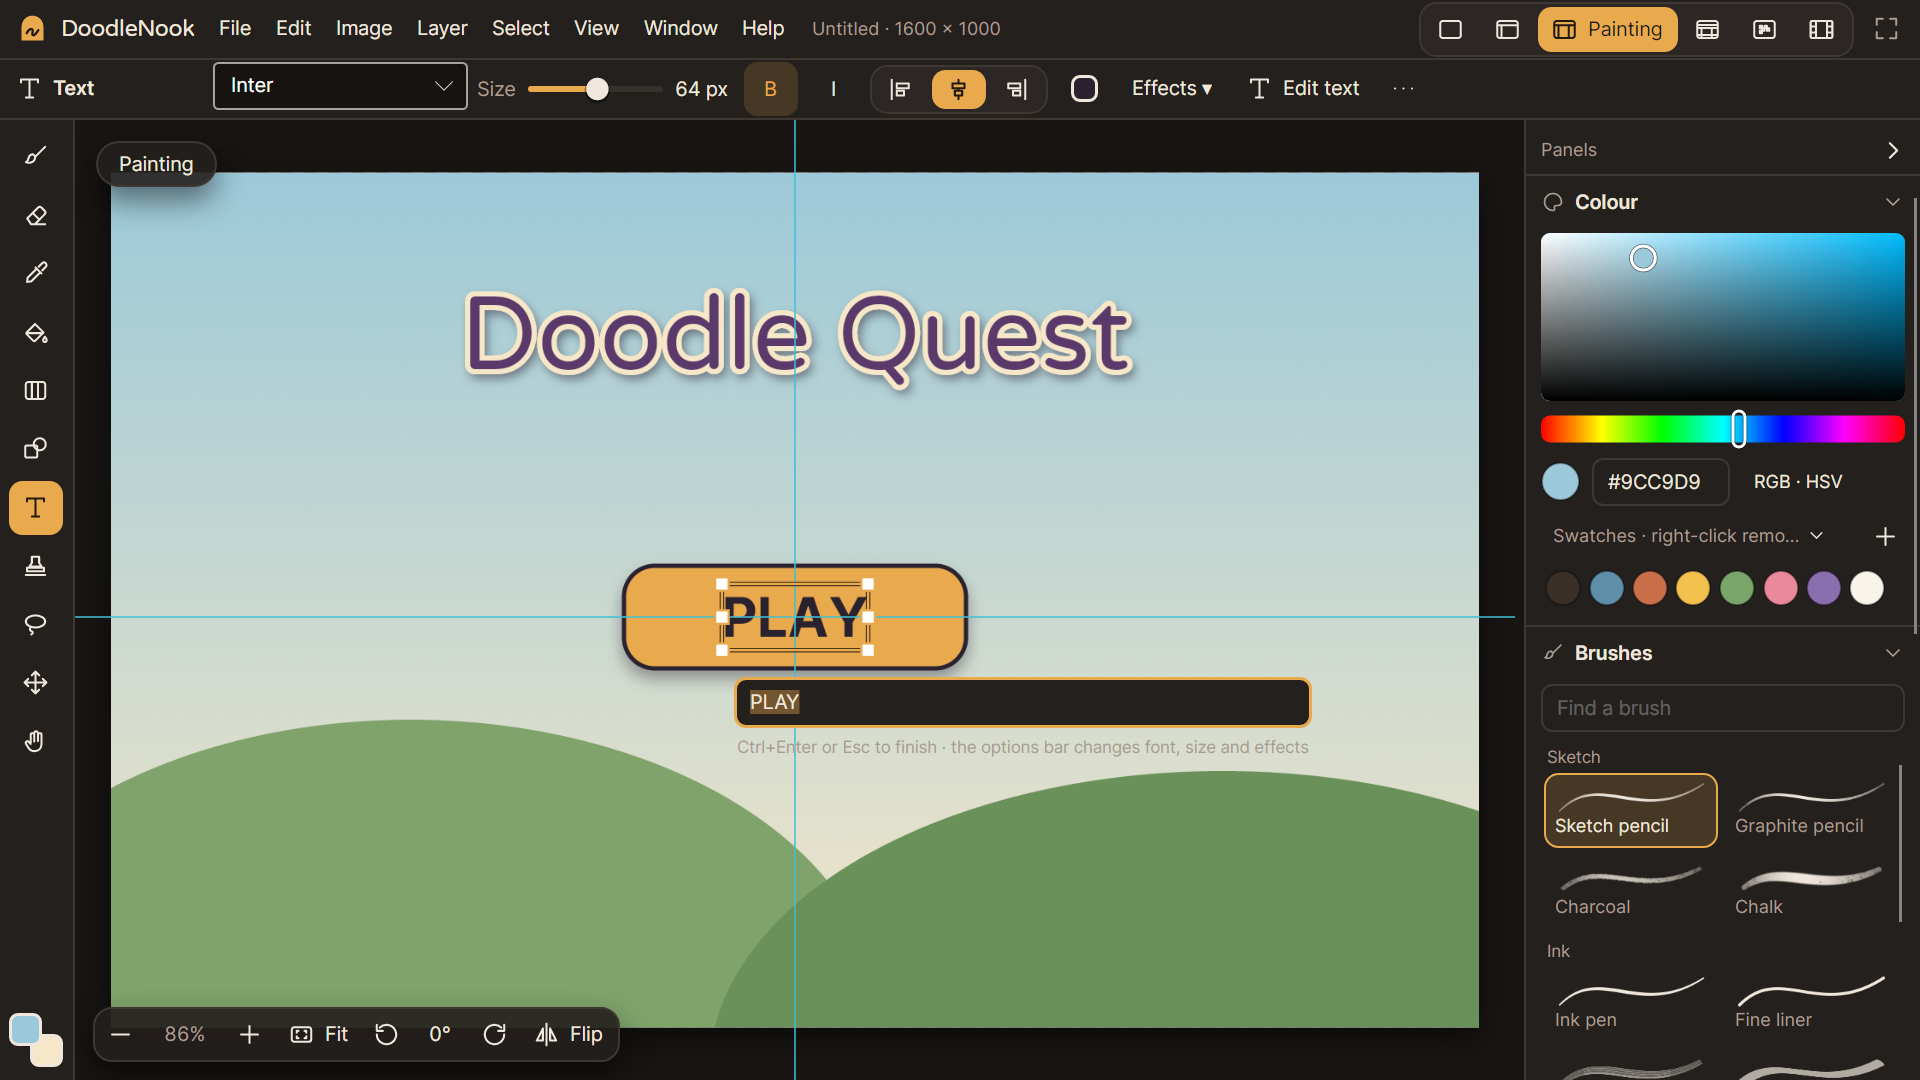 DoodleNook File Edit Image Layer Select View Window Help Untitled · 1600 × 1000 Painting
Text Inter Size 64 px B I Effects ▾ Edit text ···
Painting
Panels
Colour
Doodle Quest
#9CC9D9 RGB · HSV
Swatches · right-click remo...
PLAY
Brushes
PLAY
Find a brush
Ctrl+Enter or Esc to finish · the options bar changes font, size and effects
Sketch
Sketch pencil Graphite pencil
Charcoal Chalk
Ink
Ink pen Fine liner
86% Fit 0° Flip